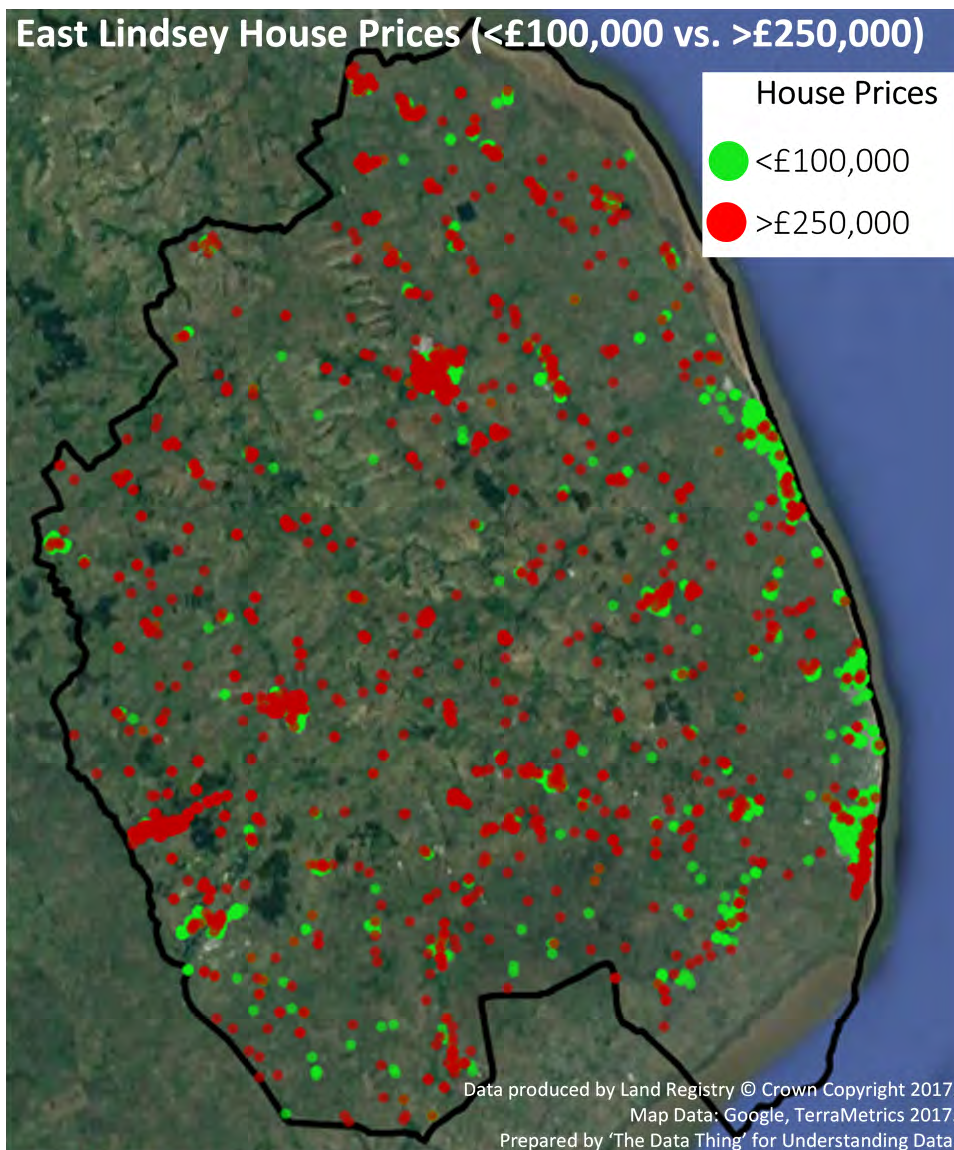 East Lindsey House Prices (<£100,000 vs. >£250,000)
House Prices
<£100,000
>£250,000
Data produced by Land Registry © Crown Copyright 2017
Map Data: Google, TerraMetrics 2017.
Prepared by ‘The Data Thing’ for Understanding Data